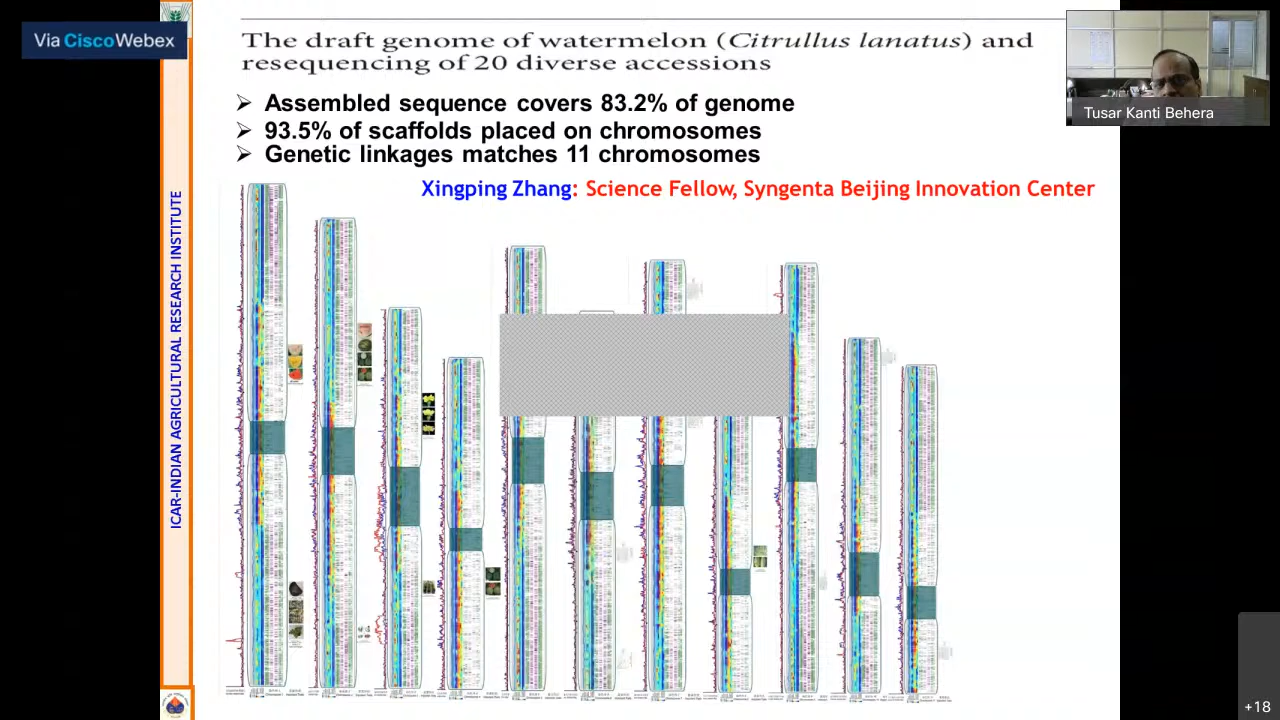 Via Cisco Webex
The draft genome of watermelon (Citrullus lanatus) and
resequencing of 20 diverse accessions
➢ Assembled sequence covers 83.2% of genome
➢ 93.5% of scaffolds placed on chromosomes
➢ Genetic linkages matches 11 chromosomes
Xingping Zhang: Science Fellow, Syngenta Beijing Innovation Center
ICAR-INDIAN AGRICULTURAL RESEARCH INSTITUTE
Tusar Kanti Behera
+18